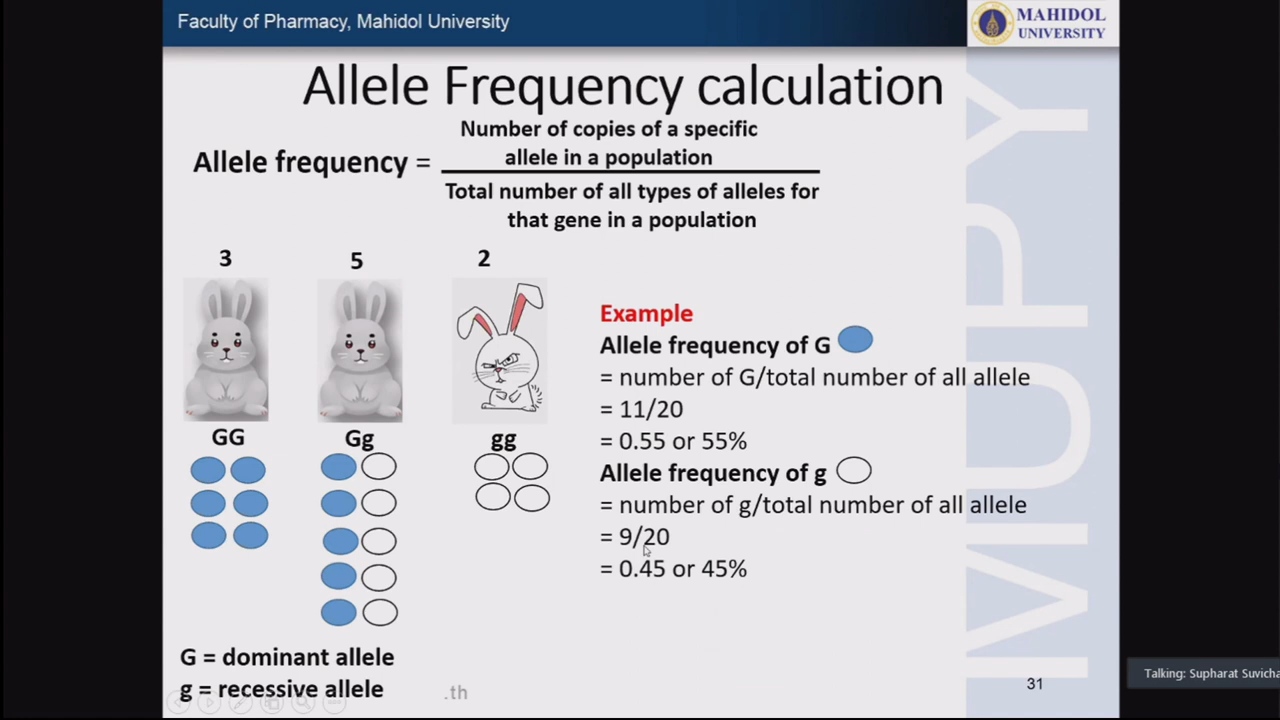 Faculty of Pharmacy, Mahidol University
MAHIDOL
UNIVERSITY
Allele Frequency calculation
Allele frequency =
Number of copies of a specific
allele in a population
Total number of all types of alleles for
that gene in a population
3
5
2
GG
Gg
gg
Example
Allele frequency of G
= number of G/total number of all allele
= 11/20
= 0.55 or 55%
Allele frequency of g
= number of g/total number of all allele
= 9/20
= 0.45 or 45%
G = dominant allele
g = recessive allele
.th
31
MUPY
Talking: Supharat Suvicha